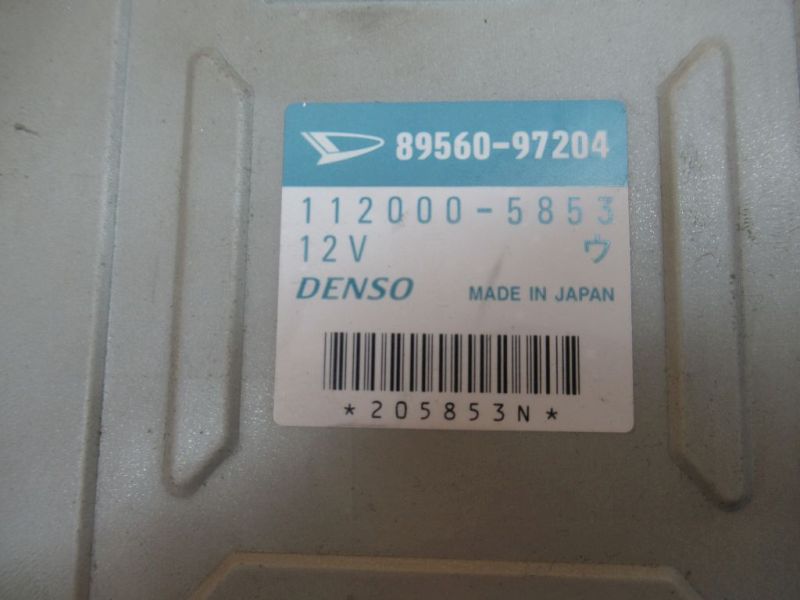 89560-97204
112000-5853
12V ウ
DENSO MADE IN JAPAN
*205853N*